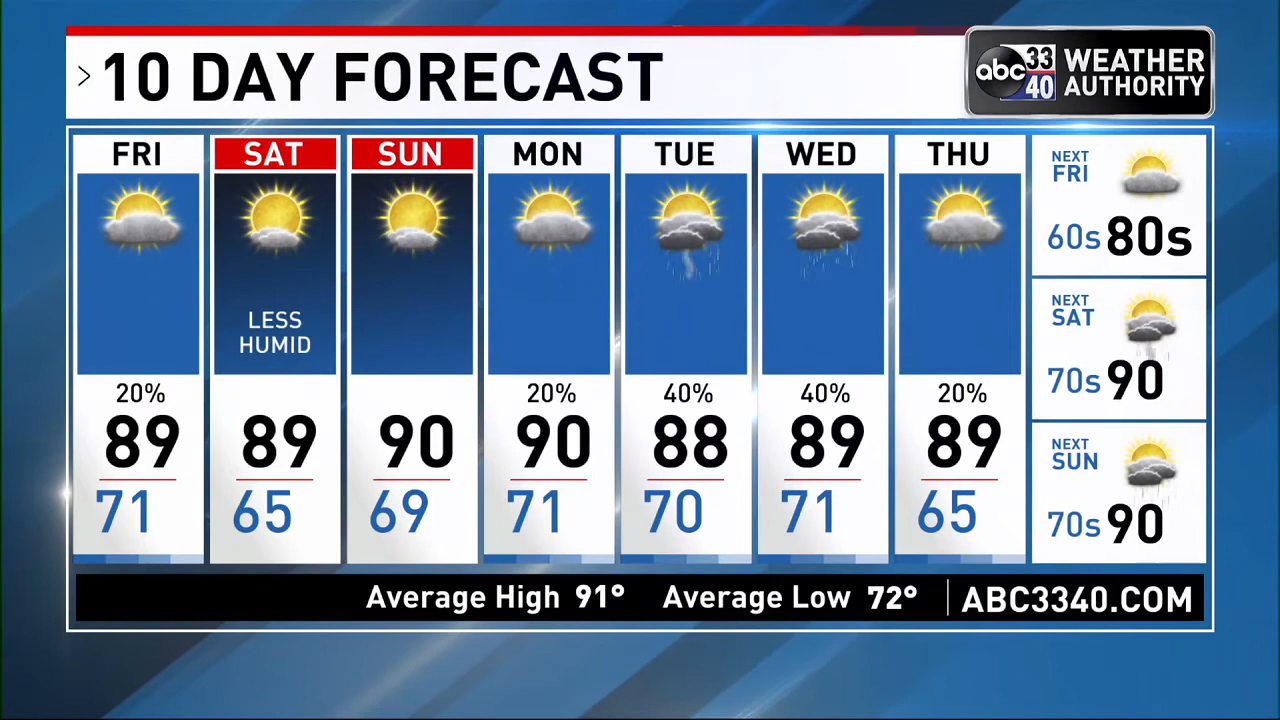 > 10 DAY FORECAST
abc 33 40 WEATHER AUTHORITY
FRI
20%
89
71
SAT
LESS
HUMID
89
65
SUN
90
69
MON
20%
90
71
TUE
40%
88
70
WED
40%
89
71
THU
20%
89
65
NEXT
FRI
60s 80s
NEXT
SAT
70s 90
NEXT
SUN
70s 90
Average High 91° Average Low 72° ABC3340.COM